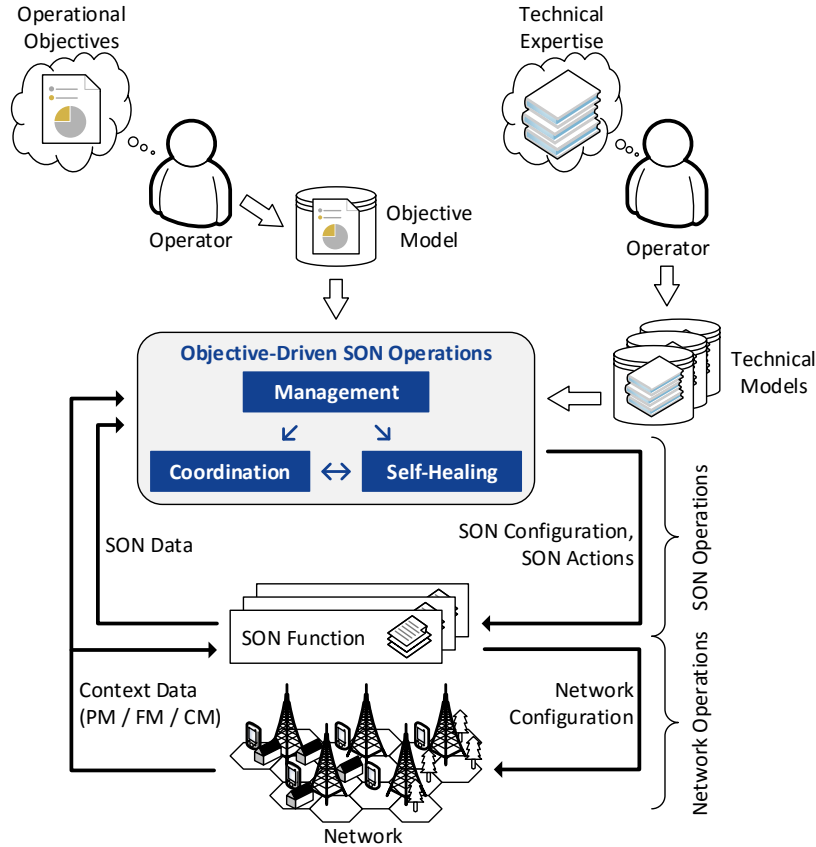 Operational
Objectives
Technical
Expertise
Operator
Objective
Model
Operator
Objective-Driven SON Operations
Management
Coordination
Self-Healing
Technical
Models
SON Data
SON Configuration,
SON Actions
SON Operations
SON Function
Context Data
(PM / FM / CM)
Network
Configuration
Network Operations
Network